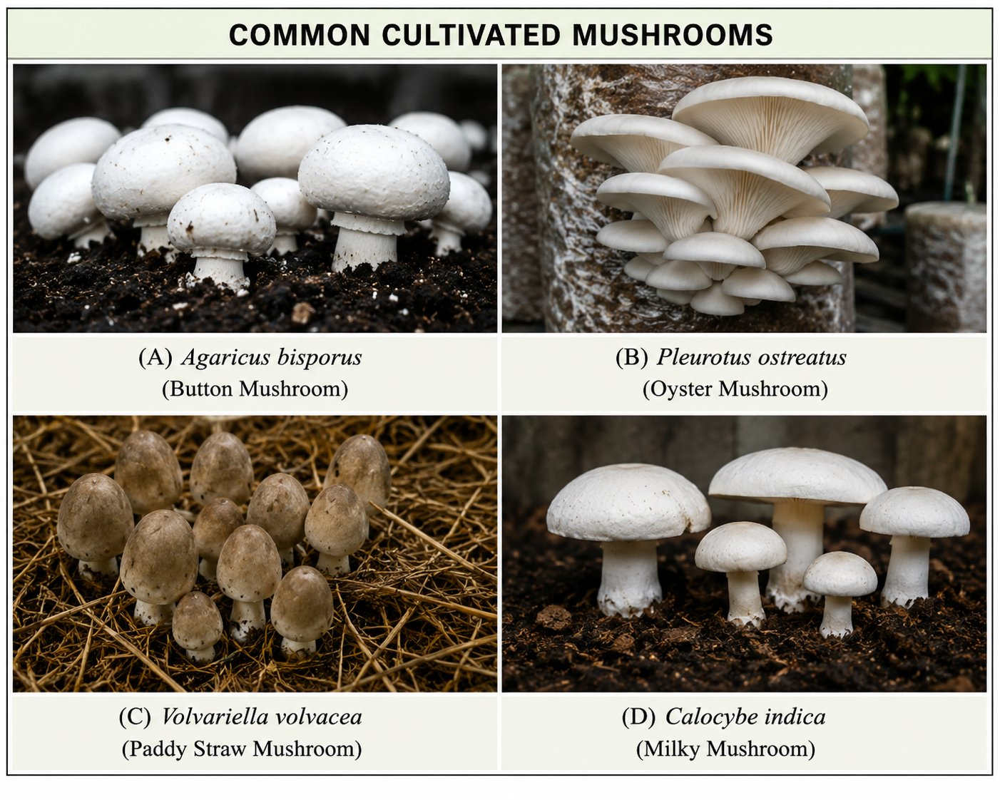 COMMON CULTIVATED MUSHROOMS
(A) Agaricus bisporus
(Button Mushroom)
(B) Pleurotus ostreatus
(Oyster Mushroom)
(C) Volvariella volvacea
(Paddy Straw Mushroom)
(D) Calocybe indica
(Milky Mushroom)